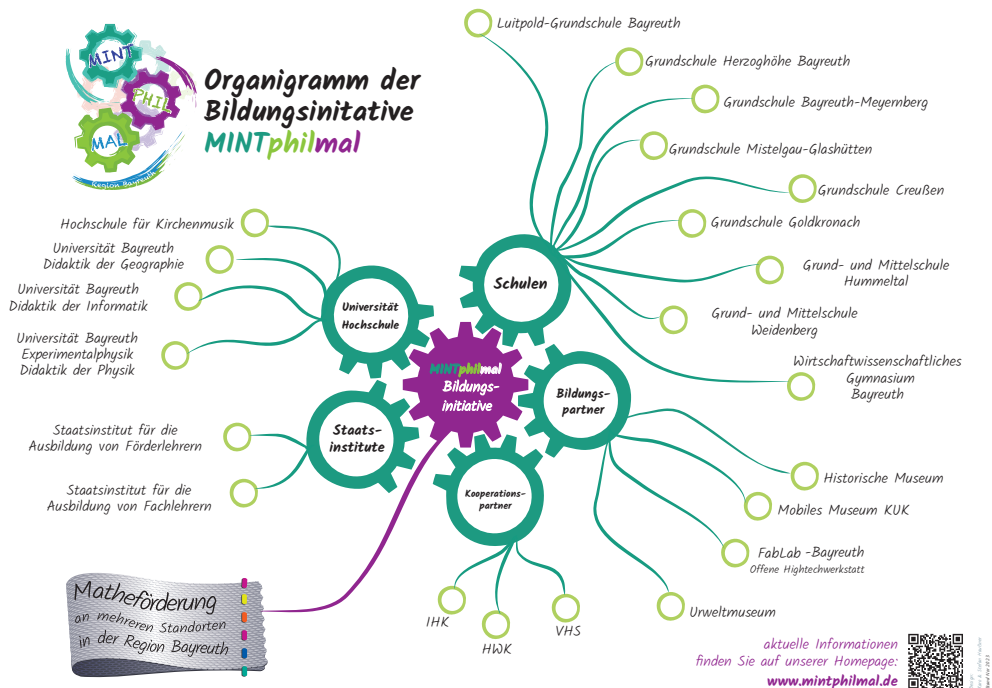 MINT
PHIL
MAL
Region Bayreuth
Organigramm der
Bildungsinitative
MINTphilmal
Luitpold-Grundschule Bayreuth
Grundschule Herzoghöhe Bayreuth
Grundschule Bayreuth-Meyernberg
Grundschule Mistelgau-Glashütten
Grundschule Creußen
Grundschule Goldkronach
Grund- und Mittelschule
Hummeltal
Grund- und Mittelschule
Weidenberg
Wirtschaftwissenschaftliches
Gymnasium
Bayreuth
Hochschule für Kirchenmusik
Universität Bayreuth
Didaktik der Geographie
Universität Bayreuth
Didaktik der Informatik
Universität Bayreuth
Experimentalphysik
Didaktik der Physik
Universität
Hochschule
Schulen
MINTphilmal
Bildungs-
initiative
Bildungs-
partner
Staats-
institute
Kooperations-
partner
Staatsinstitut für die
Ausbildung von Förderlehrern
Staatsinstitut für die
Ausbildung von Fachlehrern
Historische Museum
Mobiles Museum KUK
FabLab -Bayreuth
Offene Hightechwerkstatt
Urweltmuseum
IHK
HWK
VHS
Matheförderung
an mehreren Standorten
in der Region Bayreuth
aktuelle Informationen
finden Sie auf unserer Homepage:
www.mintphilmal.de